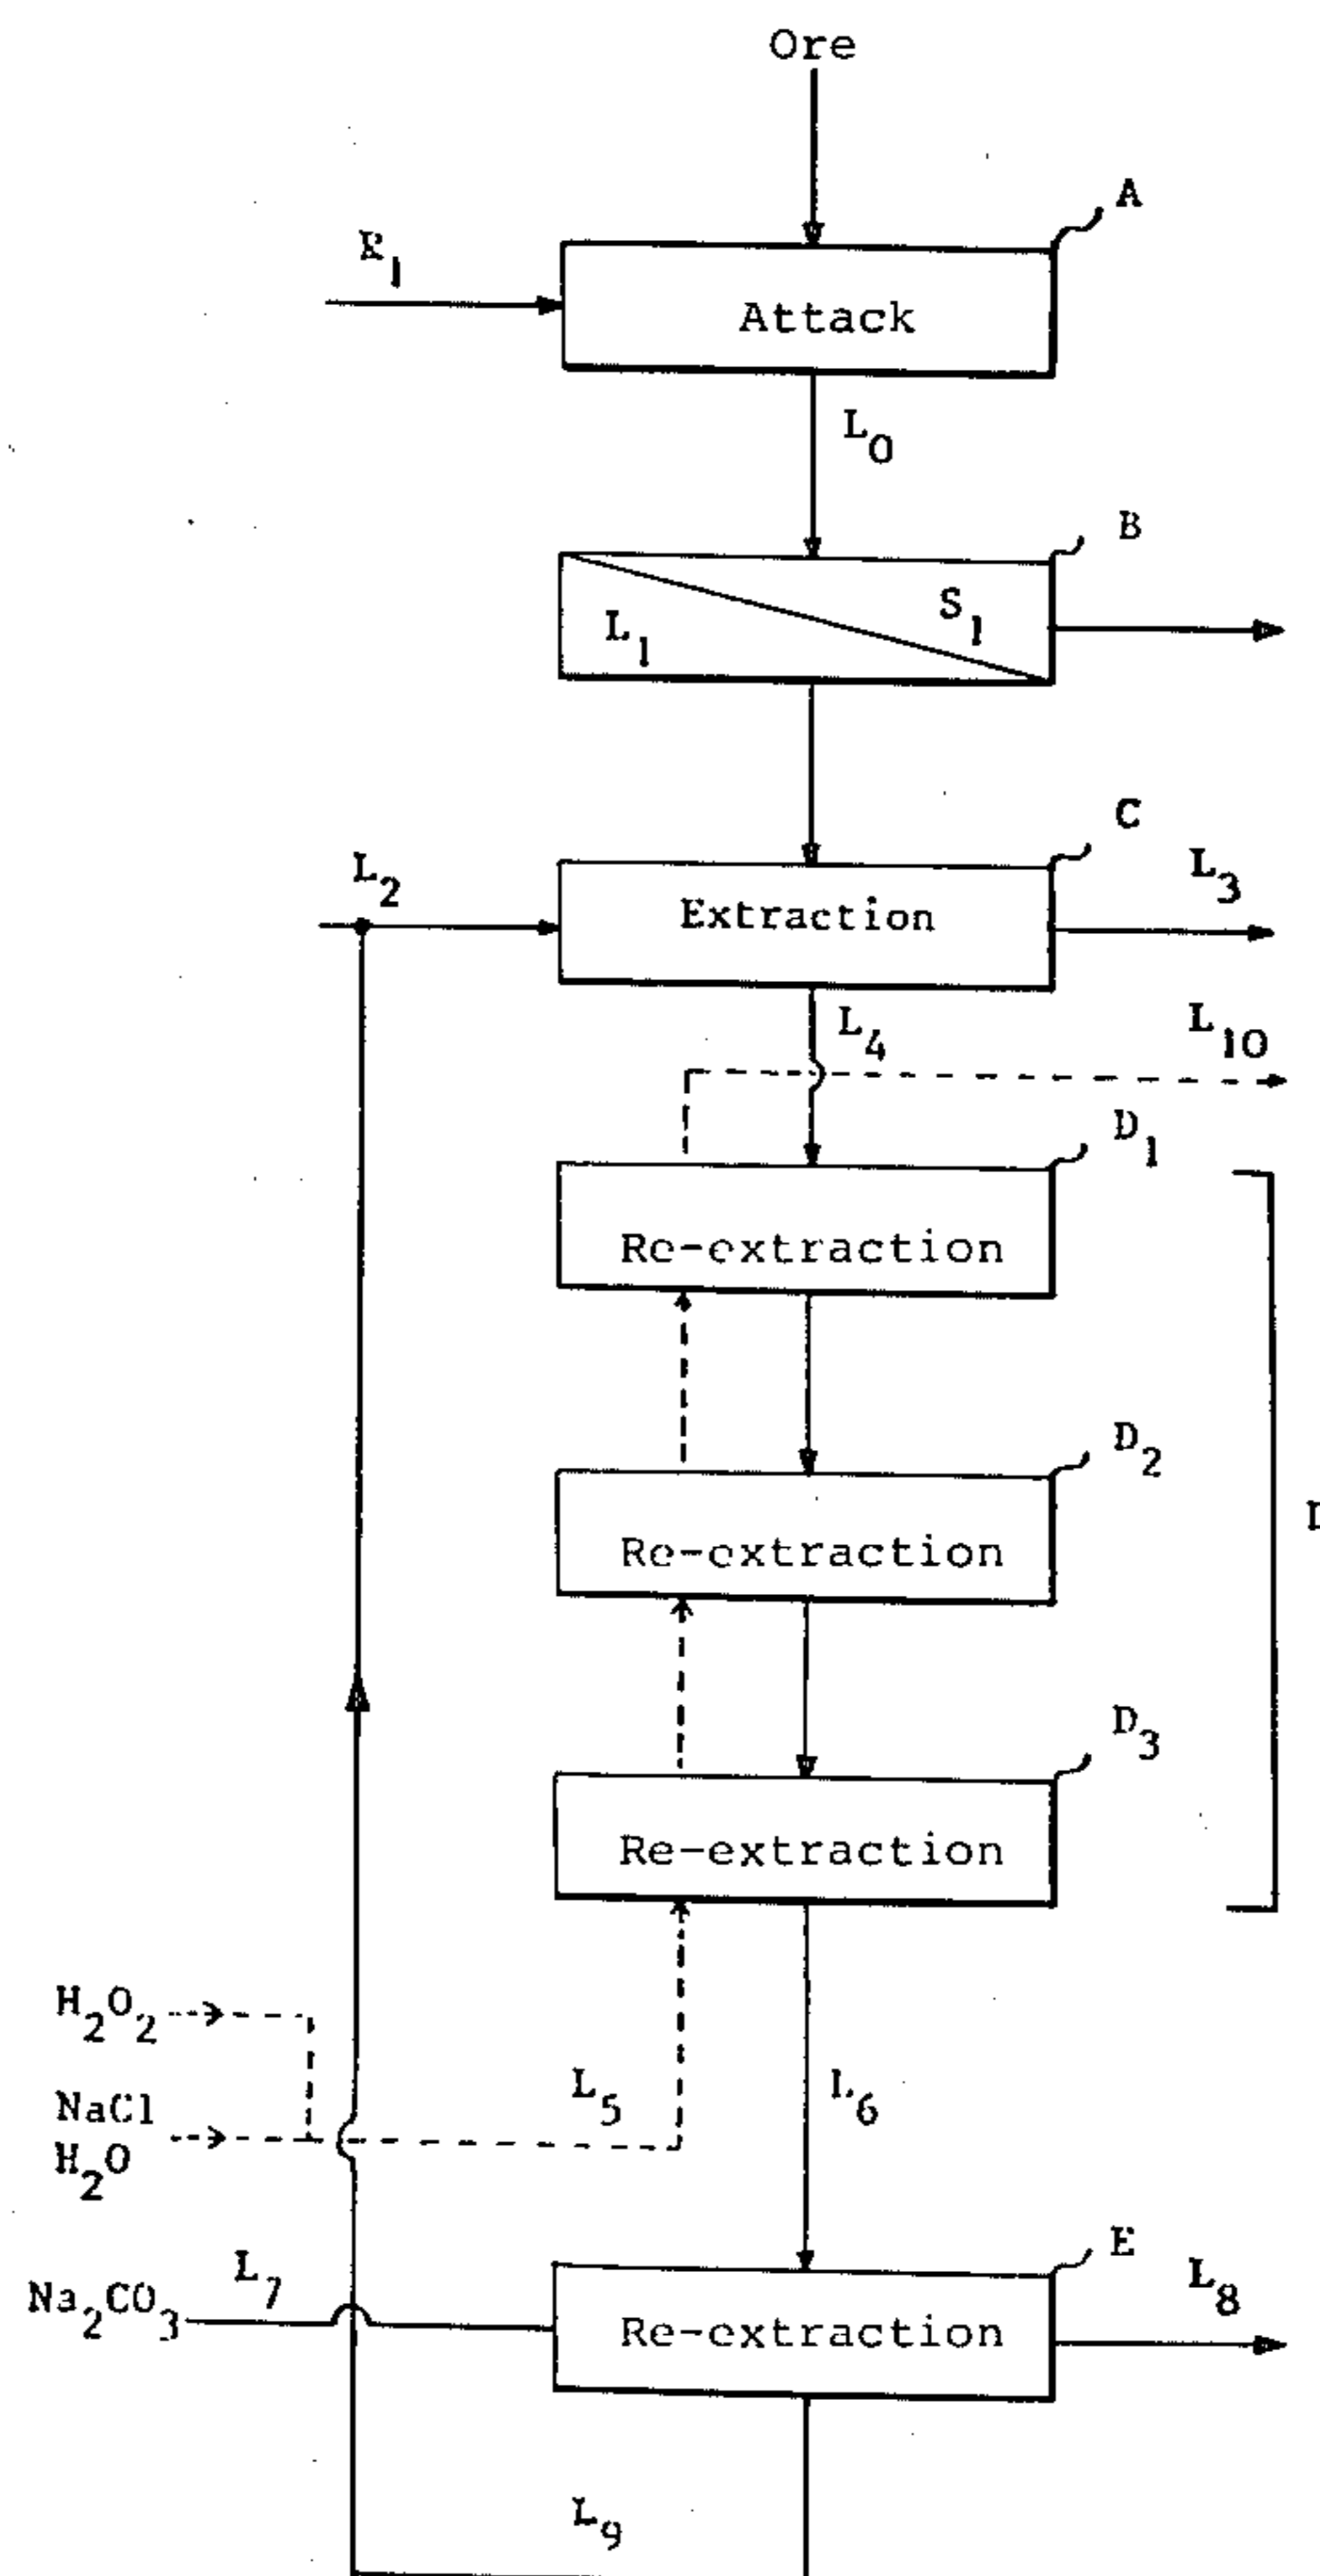 Ore
A
R₁
Attack
L₀
B
L₁
S₁
C
L₂
Extraction
L₃
L₄
L₁₀
D₁
Re-extraction
D₂
Re-extraction
D₃
Re-extraction
H₂O₂
NaCl
H₂O
L₅
L₆
E
L₇
Na₂CO₃
Re-extraction
L₈
L₉